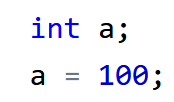 int a;
a = 100;